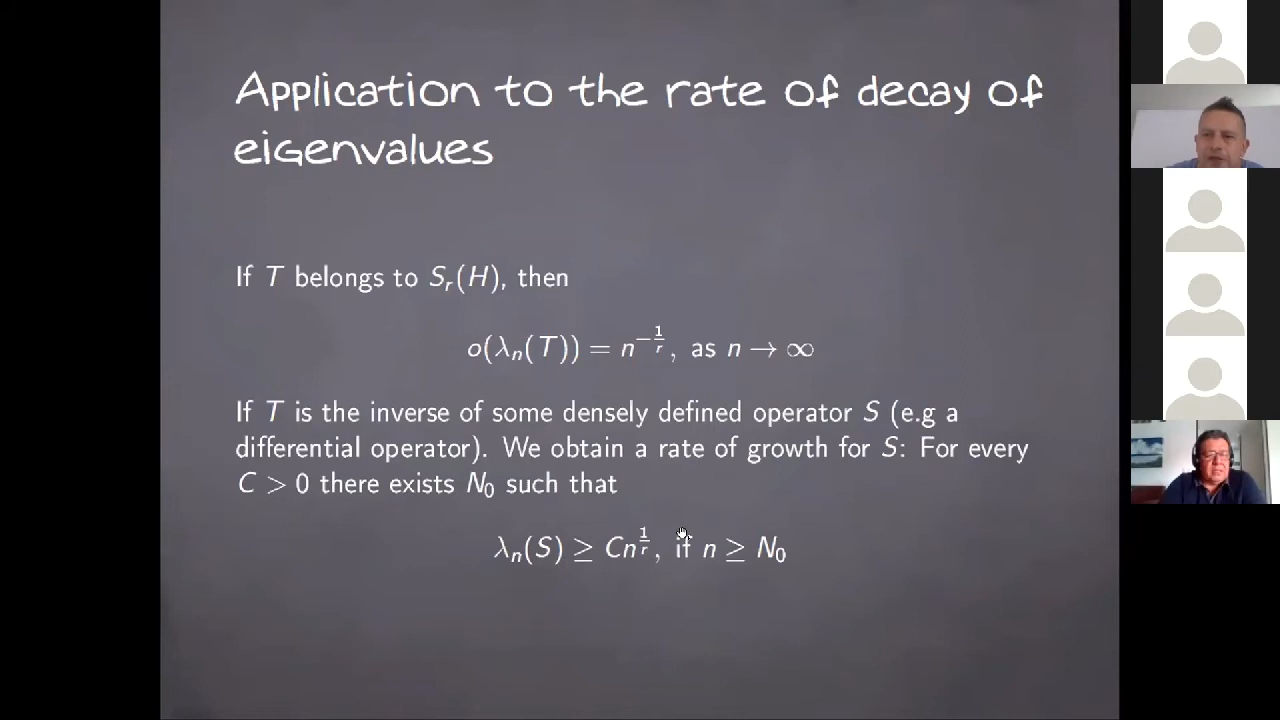 Application to the rate of decay of
eigenvalues
If T belongs to S_r(H), then
o(λ_n(T)) = n^{-\frac{1}{r}}, as n → ∞
If T is the inverse of some densely defined operator S (e.g a
differential operator). We obtain a rate of growth for S: For every
C > 0 there exists N_0 such that
λ_n(S) ≥ Cn^{\frac{1}{r}}, if n ≥ N_0